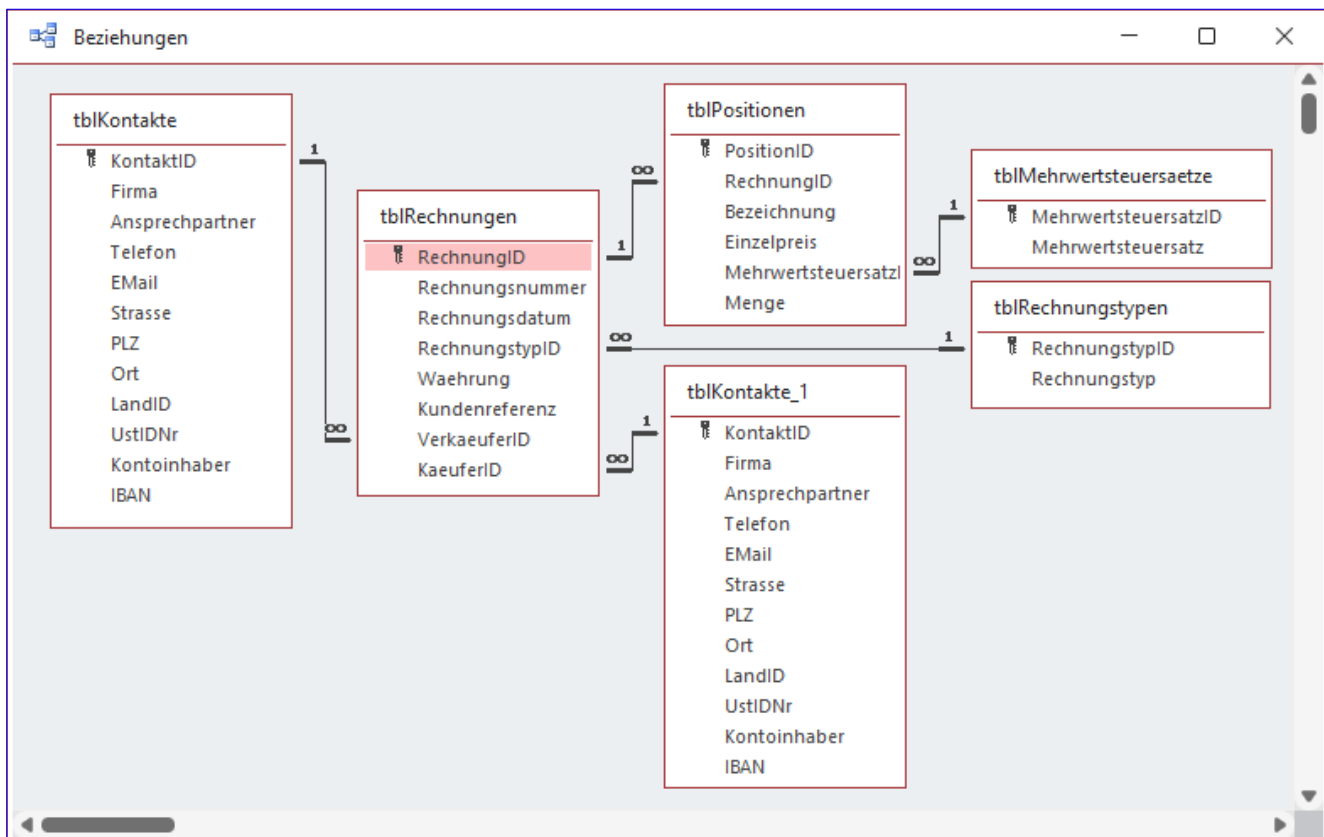 Beziehungen
tblKontakte
KontaktID
Firma
Ansprechpartner
Telefon
EMail
Strasse
PLZ
Ort
LandID
UstIDNr
Kontoinhaber
IBAN
1
∞
tblRechnungen
RechnungID
Rechnungsnummer
Rechnungsdatum
RechnungstypID
Waehrung
Kundenreferenz
VerkaeuferID
KaeuferID
1
∞
∞
1
∞
1
tblPositionen
PositionID
RechnungID
Bezeichnung
Einzelpreis
MehrwertsteuersatzI
Menge
∞
1
tblKontakte_1
KontaktID
Firma
Ansprechpartner
Telefon
EMail
Strasse
PLZ
Ort
LandID
UstIDNr
Kontoinhaber
IBAN
tblMehrwertsteuersaetze
MehrwertsteuersatzID
Mehrwertsteuersatz
tblRechnungstypen
RechnungstypID
Rechnungstyp